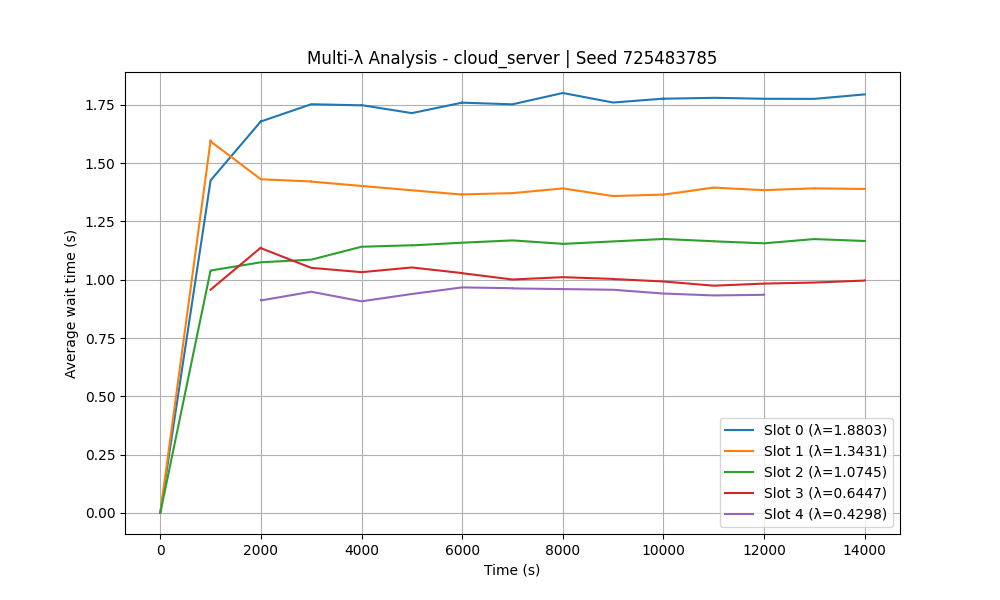 Multi-λ Analysis - cloud_server | Seed 725483785
Average wait time (s)
1.75
1.50
1.25
1.00
0.75
0.50
0.25
0.00
Slot 0 (λ=1.8803)
Slot 1 (λ=1.3431)
Slot 2 (λ=1.0745)
Slot 3 (λ=0.6447)
Slot 4 (λ=0.4298)
0 2000 4000 6000 8000 10000 12000 14000
Time (s)